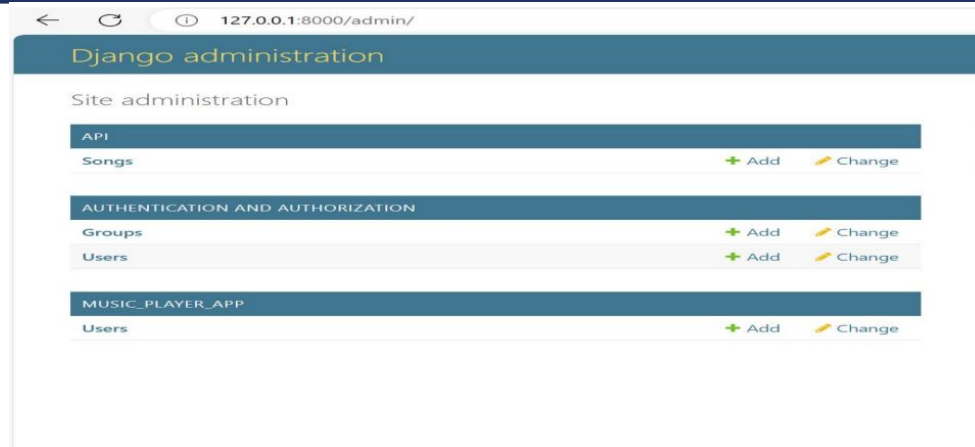 127.0.0.1:8000/admin/
Django administration
Site administration
API
Songs + Add Change
AUTHENTICATION AND AUTHORIZATION
Groups + Add Change
Users + Add Change
MUSIC_PLAYER_APP
Users + Add Change